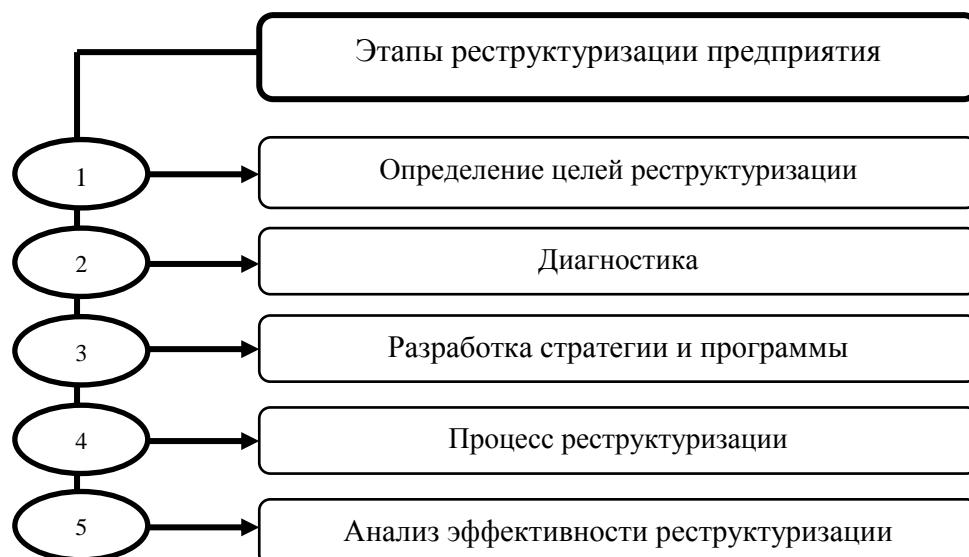 Этапы реструктуризации предприятия
1
Определение целей реструктуризации
2
Диагностика
3
Разработка стратегии и программы
4
Процесс реструктуризации
5
Анализ эффективности реструктуризации